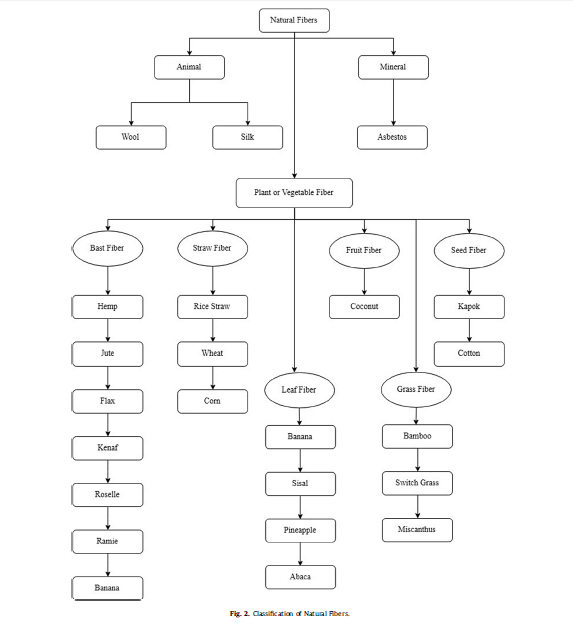 Natural Fibers
Animal
Mineral
Wool
Silk
Asbestos
Plant or Vegetable Fiber
Bast Fiber
Straw Fiber
Fruit Fiber
Seed Fiber
Hemp
Rice Straw
Coconut
Kapok
Jute
Wheat
Cotton
Leaf Fiber
Grass Fiber
Flax
Corn
Banana
Bamboo
Kenaf
Sisal
Switch Grass
Roselle
Pineapple
Miscanthus
Ramie
Abaca
Banana
Fig. 2. Classification of Natural Fibers.